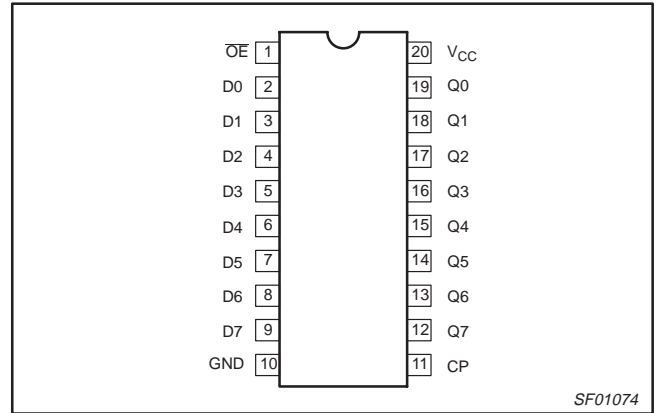 O̅E̅ 1 20 VCC
D0 2 19 Q0
D1 3 18 Q1
D2 4 17 Q2
D3 5 16 Q3
D4 6 15 Q4
D5 7 14 Q5
D6 8 13 Q6
D7 9 12 Q7
GND 10 11 CP
SF01074